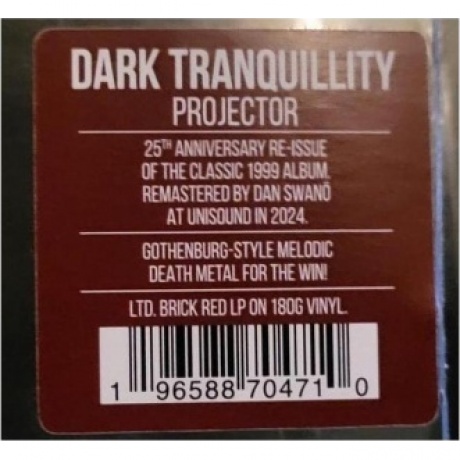 DARK TRANQUILLITY
PROJECTOR
25TH ANNIVERSARY RE-ISSUE
OF THE CLASSIC 1999 ALBUM.
REMASTERED BY DAN SWANÖ
AT UNISOUND IN 2024.
GOTHENBURG-STYLE MELODIC
DEATH METAL FOR THE WIN!
LTD. BRICK RED LP ON 180G VINYL.
1 96588 70471 0